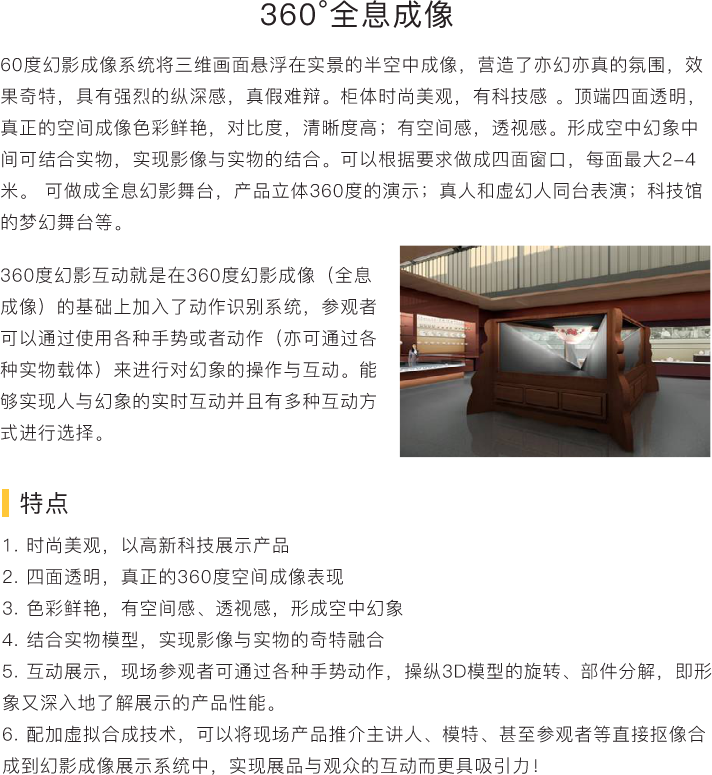 360°全息成像
60度幻影成像系统将三维画面悬浮在实景的半空中成像，营造了亦幻亦真的氛围，效
果奇特，具有强烈的纵深感，真假难辩。柜体时尚美观，有科技感 。顶端四面透明，
真正的空间成像色彩鲜艳，对比度，清晰度高；有空间感，透视感。形成空中幻象中
间可结合实物，实现影像与实物的结合。可以根据要求做成四面窗口，每面最大2-4
米。 可做成全息幻影舞台，产品立体360度的演示；真人和虚幻人同台表演；科技馆
的梦幻舞台等。
360度幻影互动就是在360度幻影成像（全息
成像）的基础上加入了动作识别系统，参观者
可以通过使用各种手势或者动作（亦可通过各
种实物载体）来进行对幻象的操作与互动。能
够实现人与幻象的实时互动并且有多种互动方
式进行选择。
特点
1. 时尚美观，以高新科技展示产品
2. 四面透明，真正的360度空间成像表现
3. 色彩鲜艳，有空间感、透视感，形成空中幻象
4. 结合实物模型，实现影像与实物的奇特融合
5. 互动展示，现场参观者可通过各种手势动作，操纵3D模型的旋转、部件分解，即形
象又深入地了解展示的产品性能。
6. 配加虚拟合成技术，可以将现场产品推介主讲人、模特、甚至参观者等直接抠像合
成到幻影成像展示系统中，实现展品与观众的互动而更具吸引力！